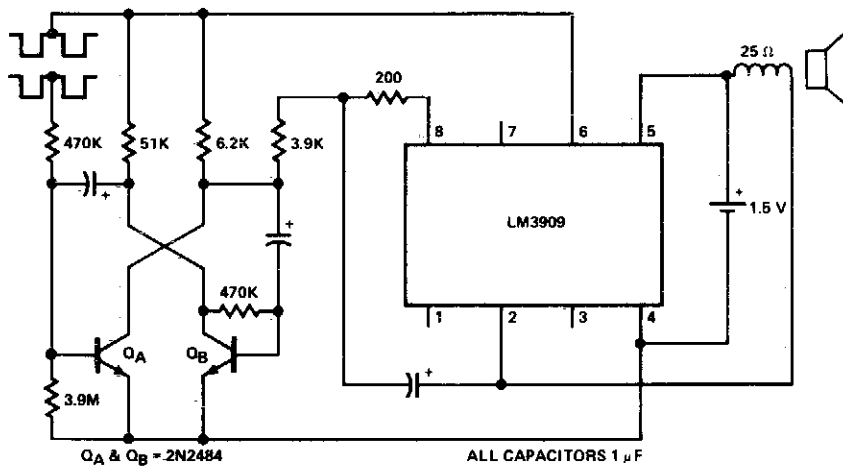 25 Ω
200
470K
51K
6.2K
3.9K
8
7
6
5
+
+
+
1.5 V
LM3909
470K
1
2
3
4
QA
QB
+
3.9M
QA & QB = 2N2484
ALL CAPACITORS 1 μF